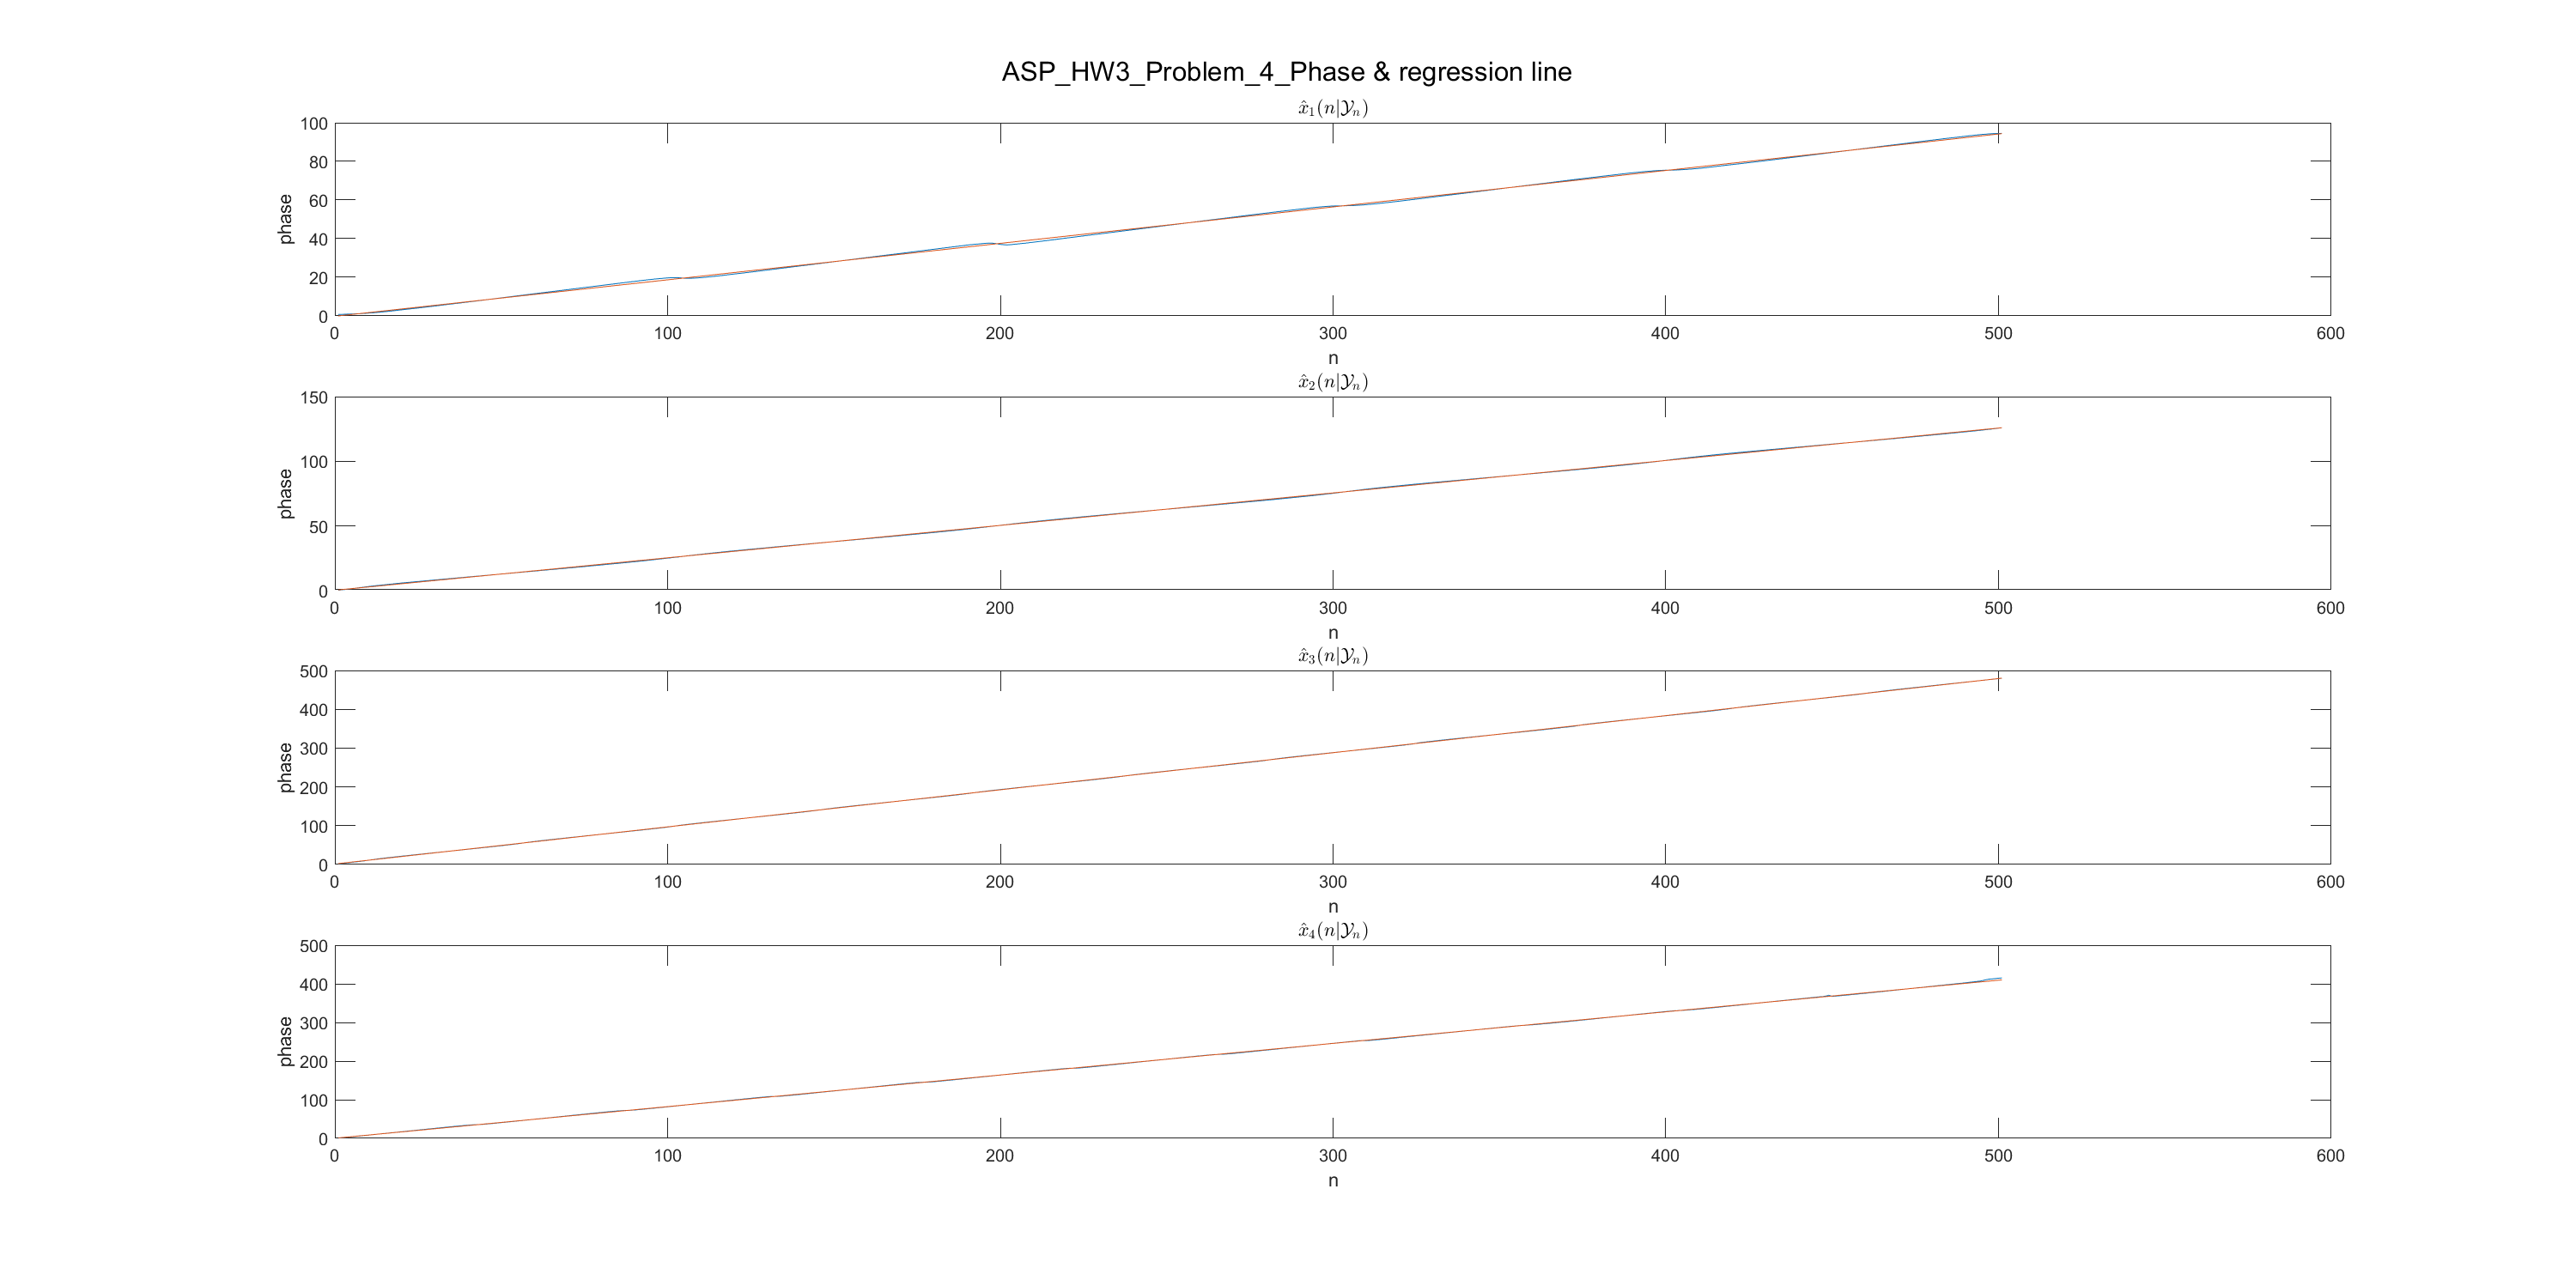 ASP_HW3_Problem_4_Phase & regression line
x̂₁(n|𝒴ₙ)
100
80
60
40
20
0
phase
0 100 200 300 400 500 600
n
x̂₂(n|𝒴ₙ)
150
100
50
0
phase
0 100 200 300 400 500 600
n
x̂₃(n|𝒴ₙ)
500
400
300
200
100
0
phase
0 100 200 300 400 500 600
n
x̂₄(n|𝒴ₙ)
500
400
300
200
100
0
phase
0 100 200 300 400 500 600
n